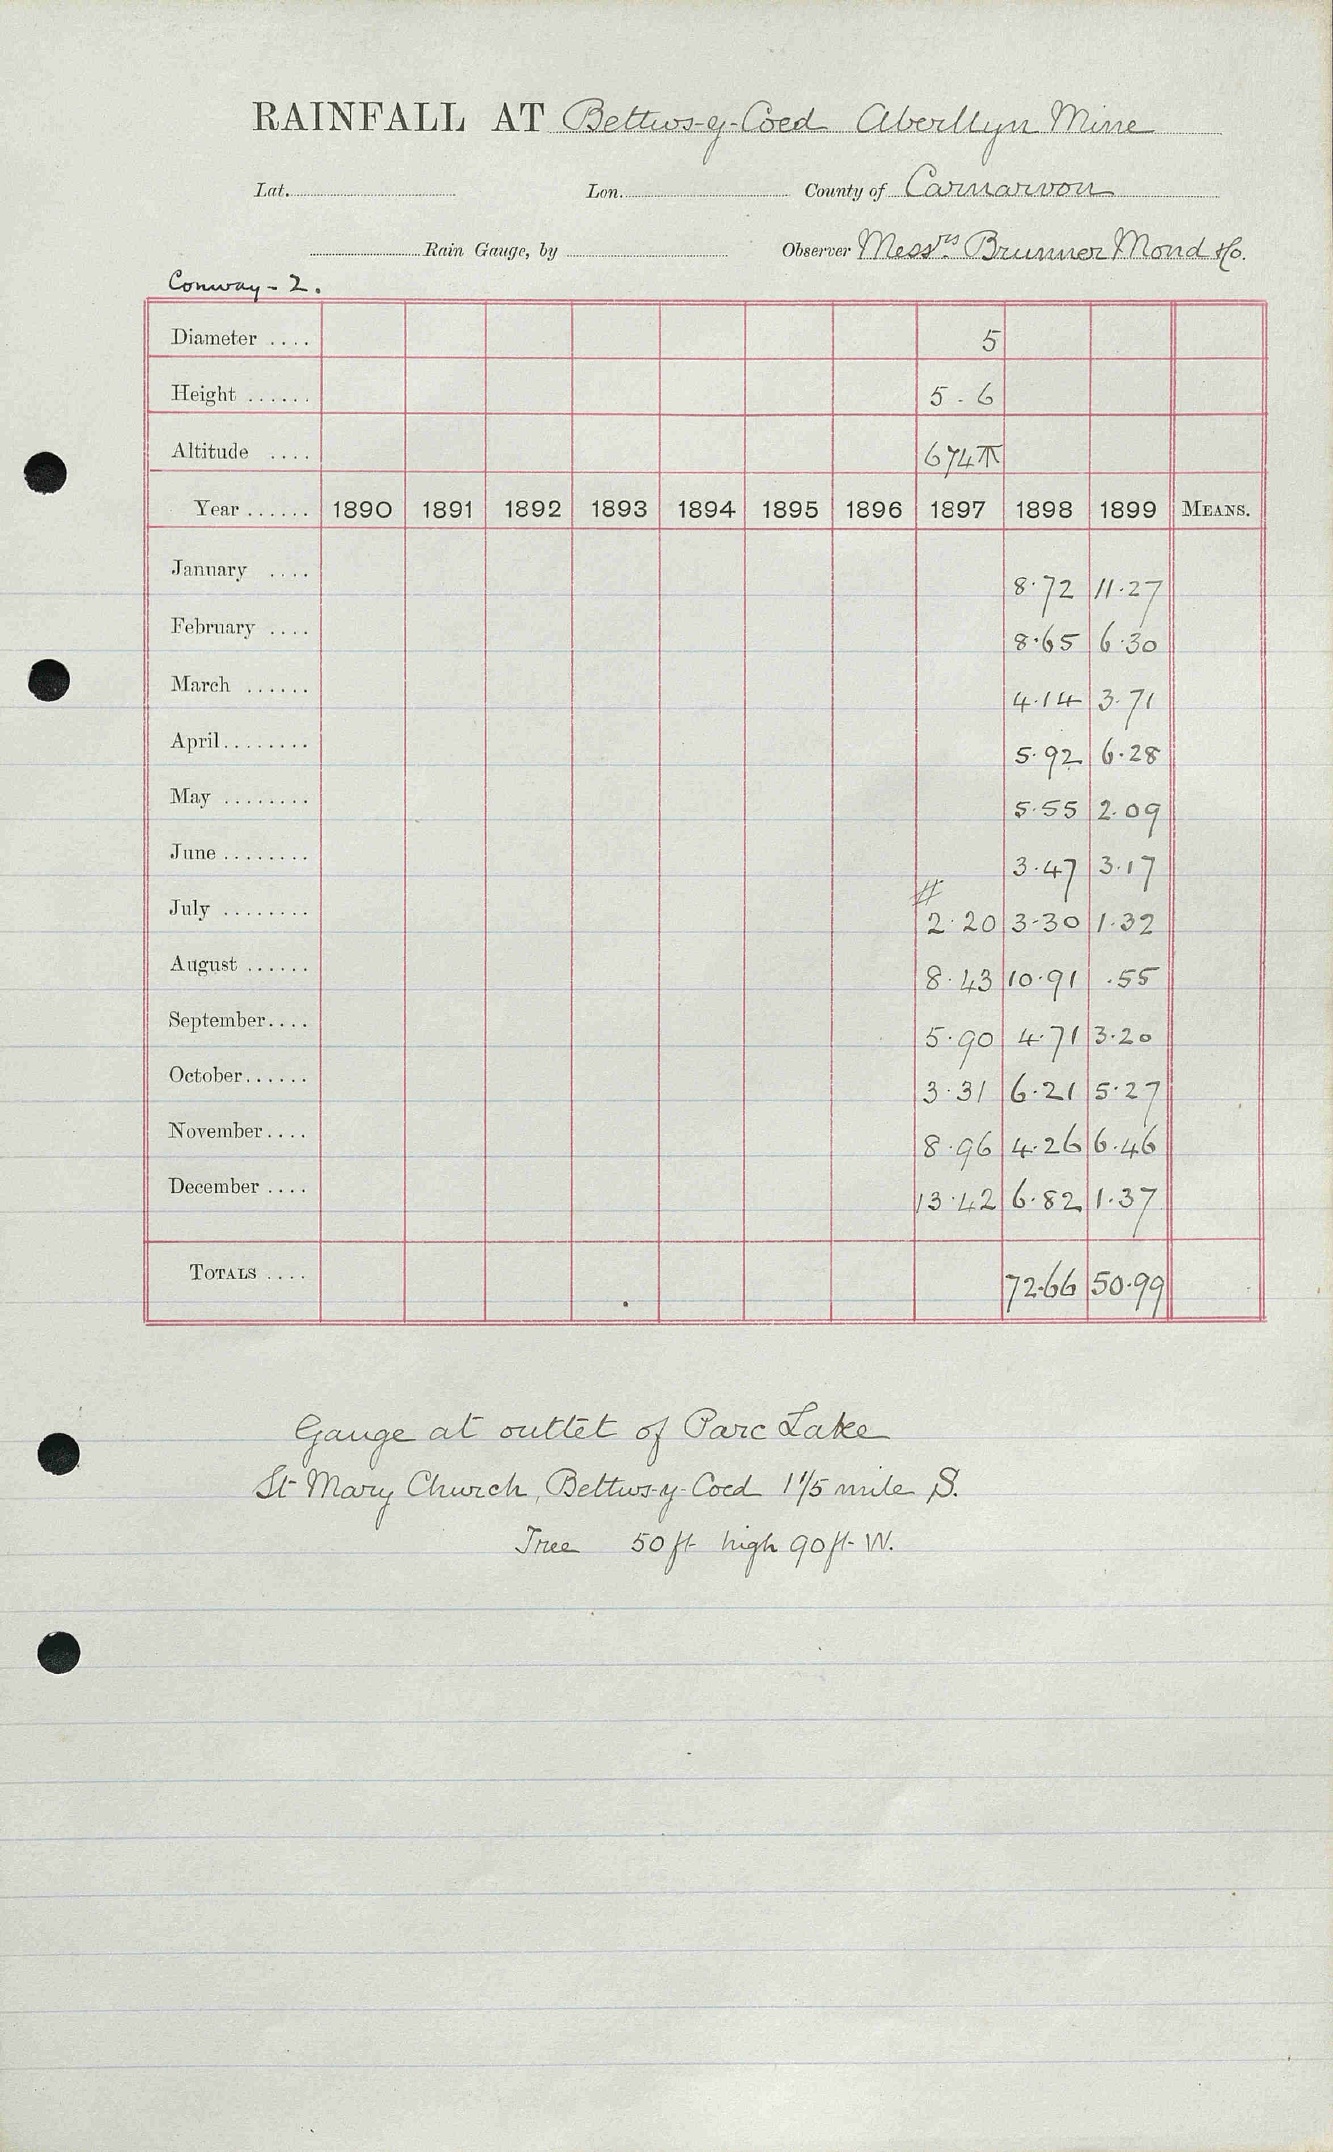 RAINFALL AT Bettws-y-Coed Aberllyn Mine
Lat. Lon. County of Carnarvon
Rain Gauge, by Observer Messrs. Brunner Mond & Co.
Conway - 2.
Diameter .... 5
Height ...... 5 - 6
Altitude .... 674
Year ...... 1890 1891 1892 1893 1894 1895 1896 1897 1898 1899 MEANS.
January .... 8.72 11.27
February .... 8.65 6.30
March ...... 4.14 3.71
April........ 5.92 6.28
May ........ 5.55 2.09
June ........ 3.47 3.17
#
July ........ 2.20 3.30 1.32
August ...... 8.43 10.91 .55
September.... 5.90 4.71 3.20
October...... 3.31 6.21 5.27
November.... 8.96 4.26 6.46
December .... 13.42 6.82 1.37
TOTALS .... 72.66 50.99
Gauge at outlet of Parc Lake
St Mary Church, Bettws-y-Coed 1 1/5 mile S.
Tree 50 ft high 90 ft W.